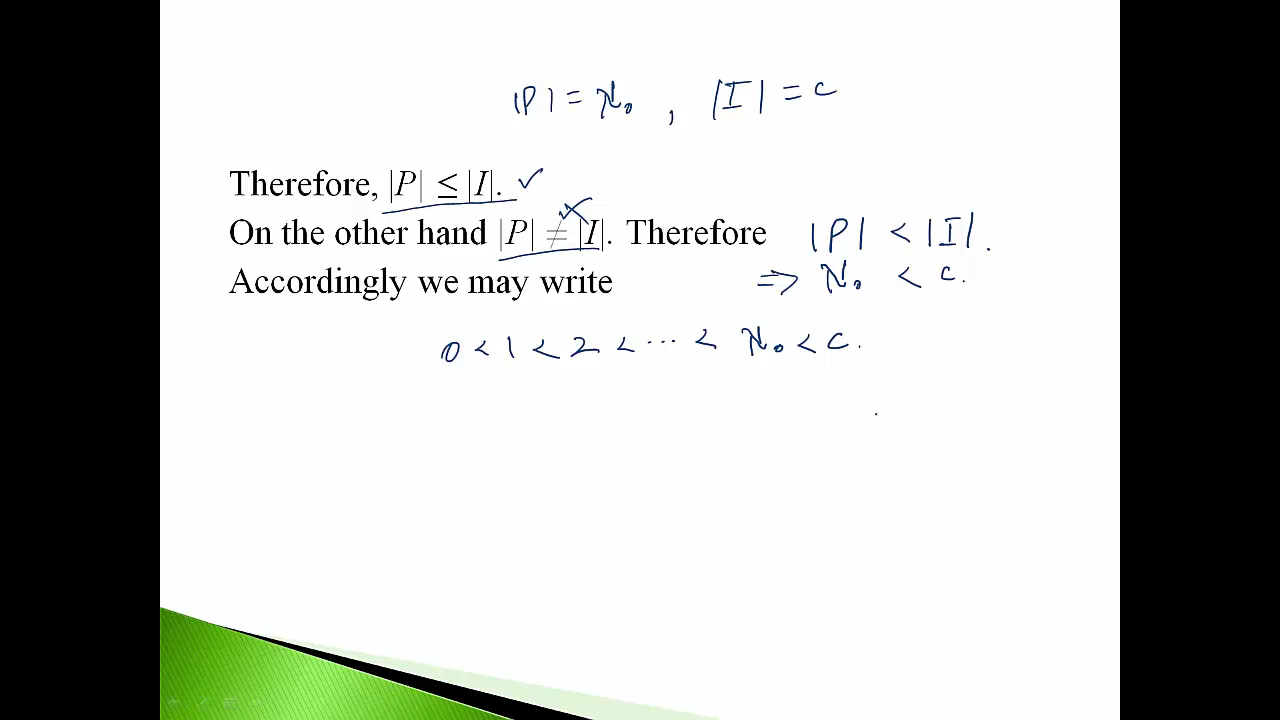 |P| = ℵ₀ , |I| = c
Therefore, |P| ≤ |I|. ✓
On the other hand |P| ≠ |I|. Therefore |P| < |I|.
Accordingly we may write ⇒ ℵ₀ < c.
0 < 1 < 2 < ··· < ℵ₀ < c.